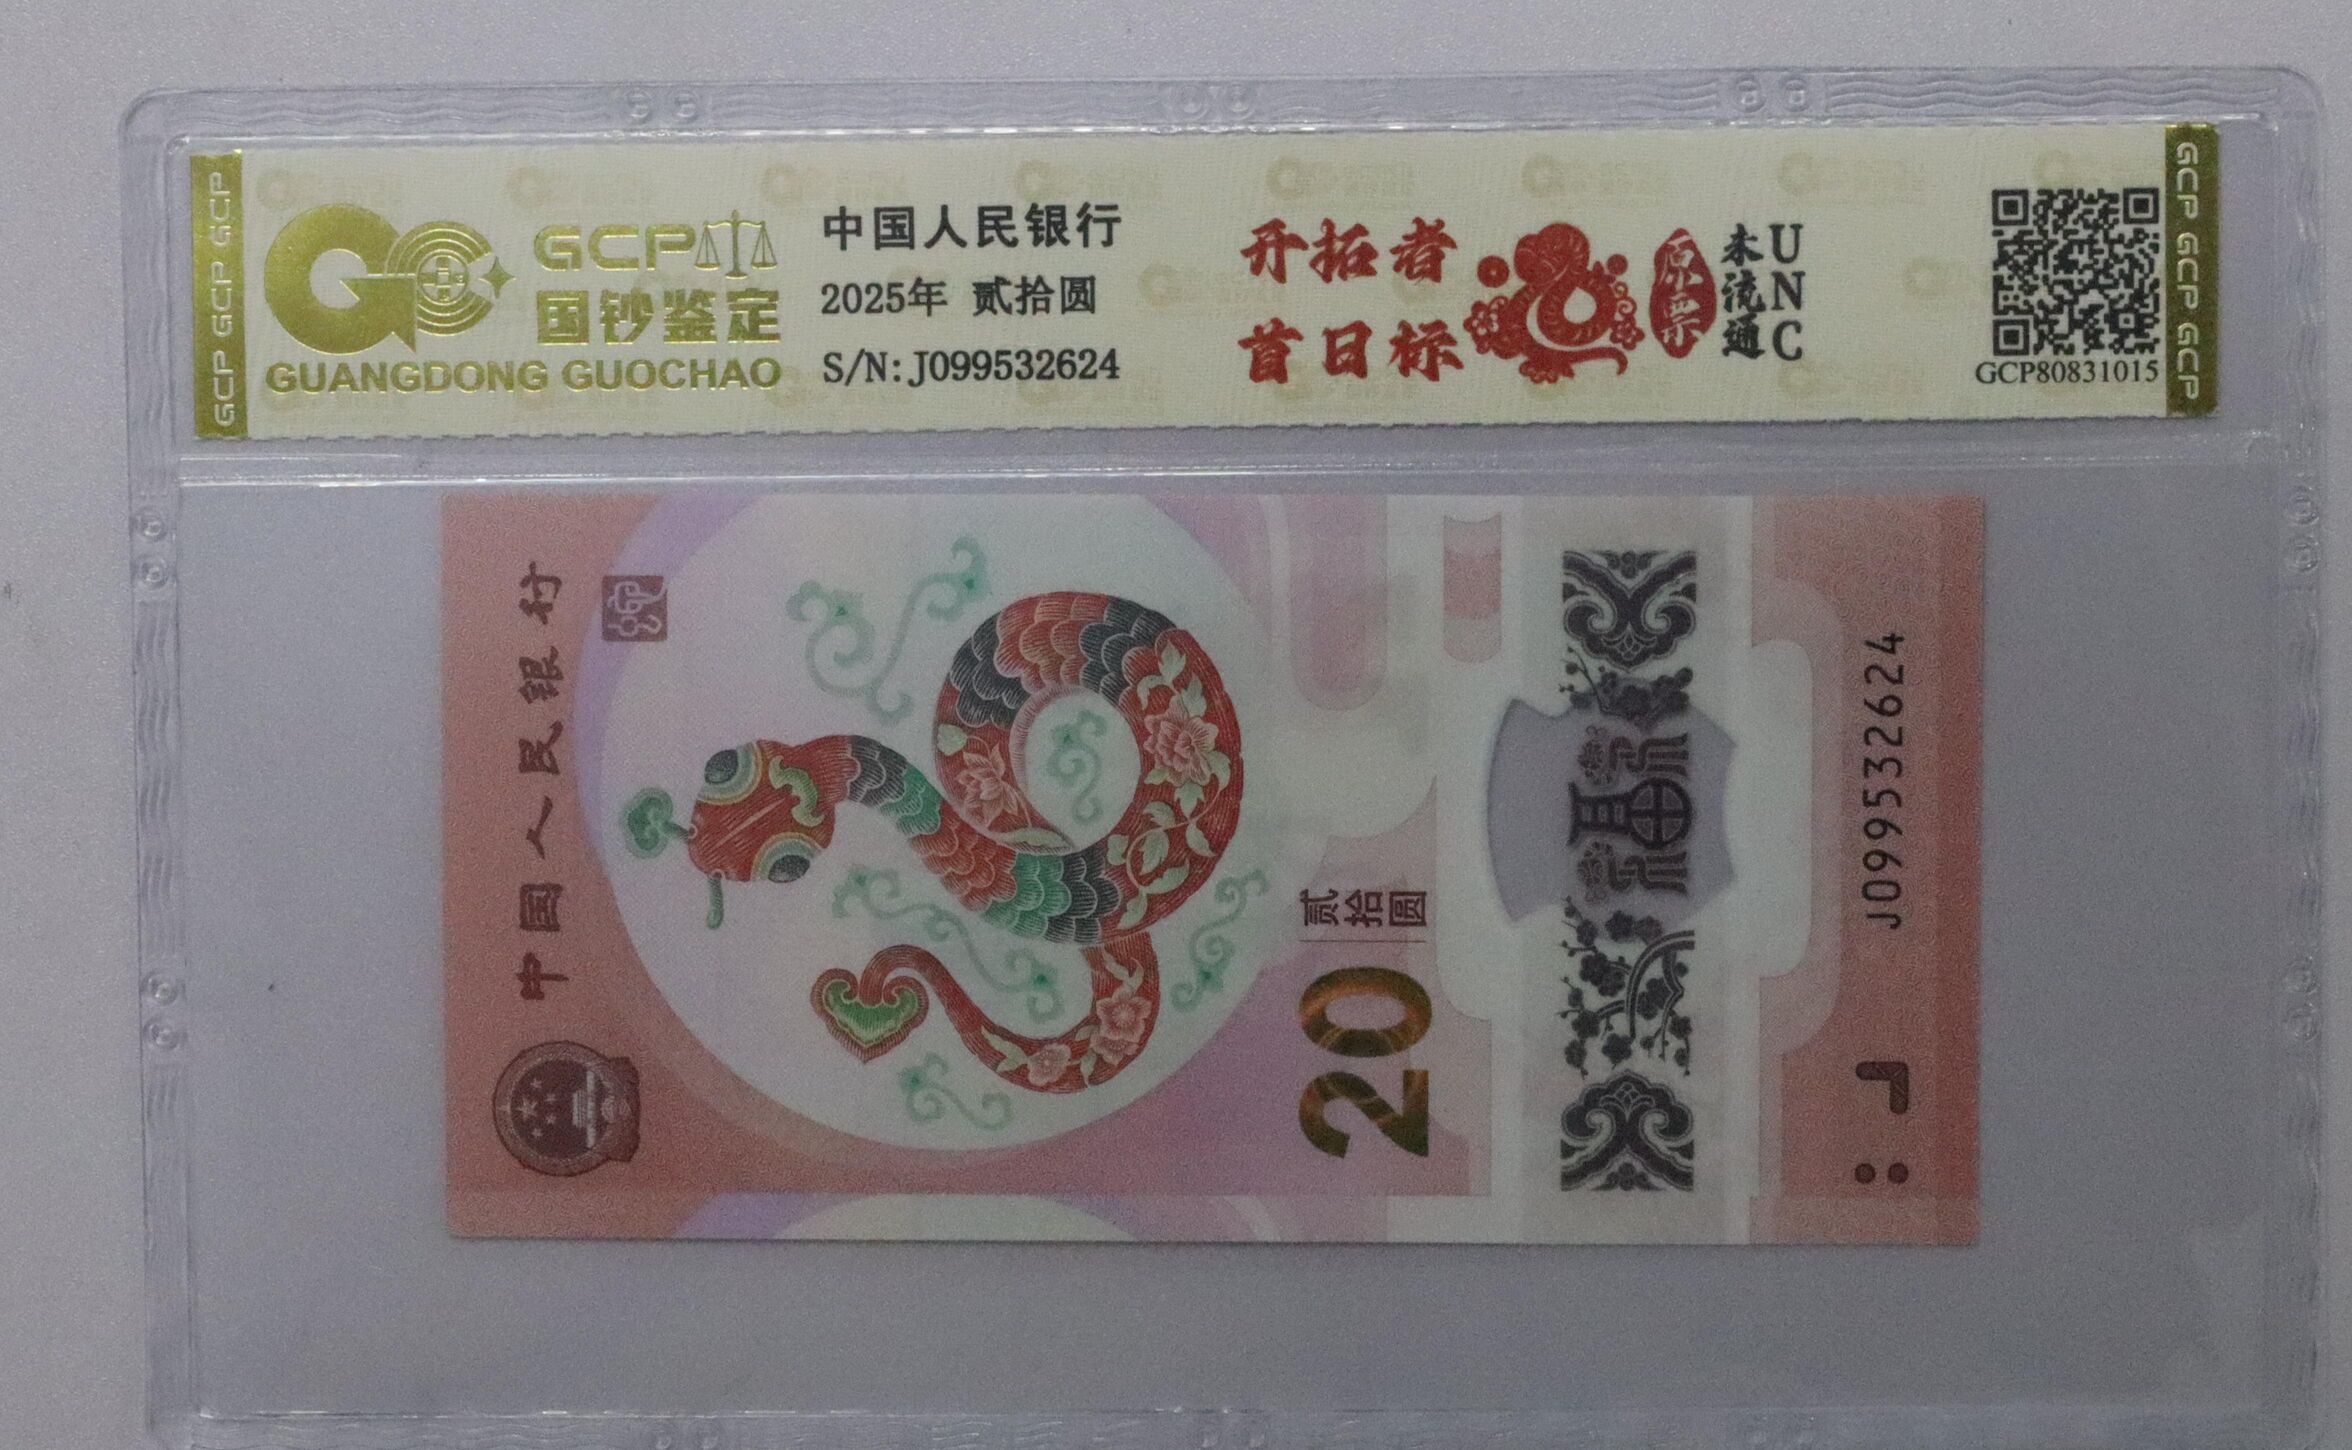 GCP GCP GCP
GCP
国钞鉴定
GUANGDONG GUOCHAO
中国人民银行
2025年 贰拾圆
S/N:J099532624
开拓者
首日标
原票
未流通
UNC
GCP80831015
GCP GCP GCP
中国人民银行
20
贰拾圆
福
J099532624